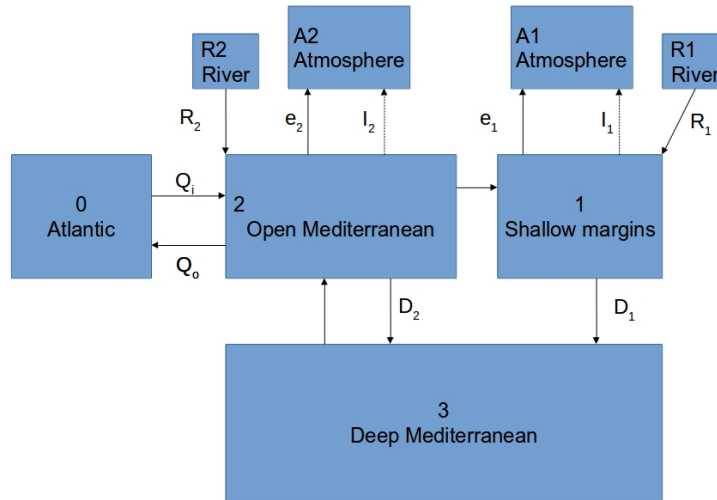 R2
River
A2
Atmosphere
A1
Atmosphere
R1
River
R₂
e₂
I₂
e₁
I₁
R₁
0
Atlantic
Qᵢ
Qₒ
2
Open Mediterranean
1
Shallow margins
D₂
D₁
3
Deep Mediterranean